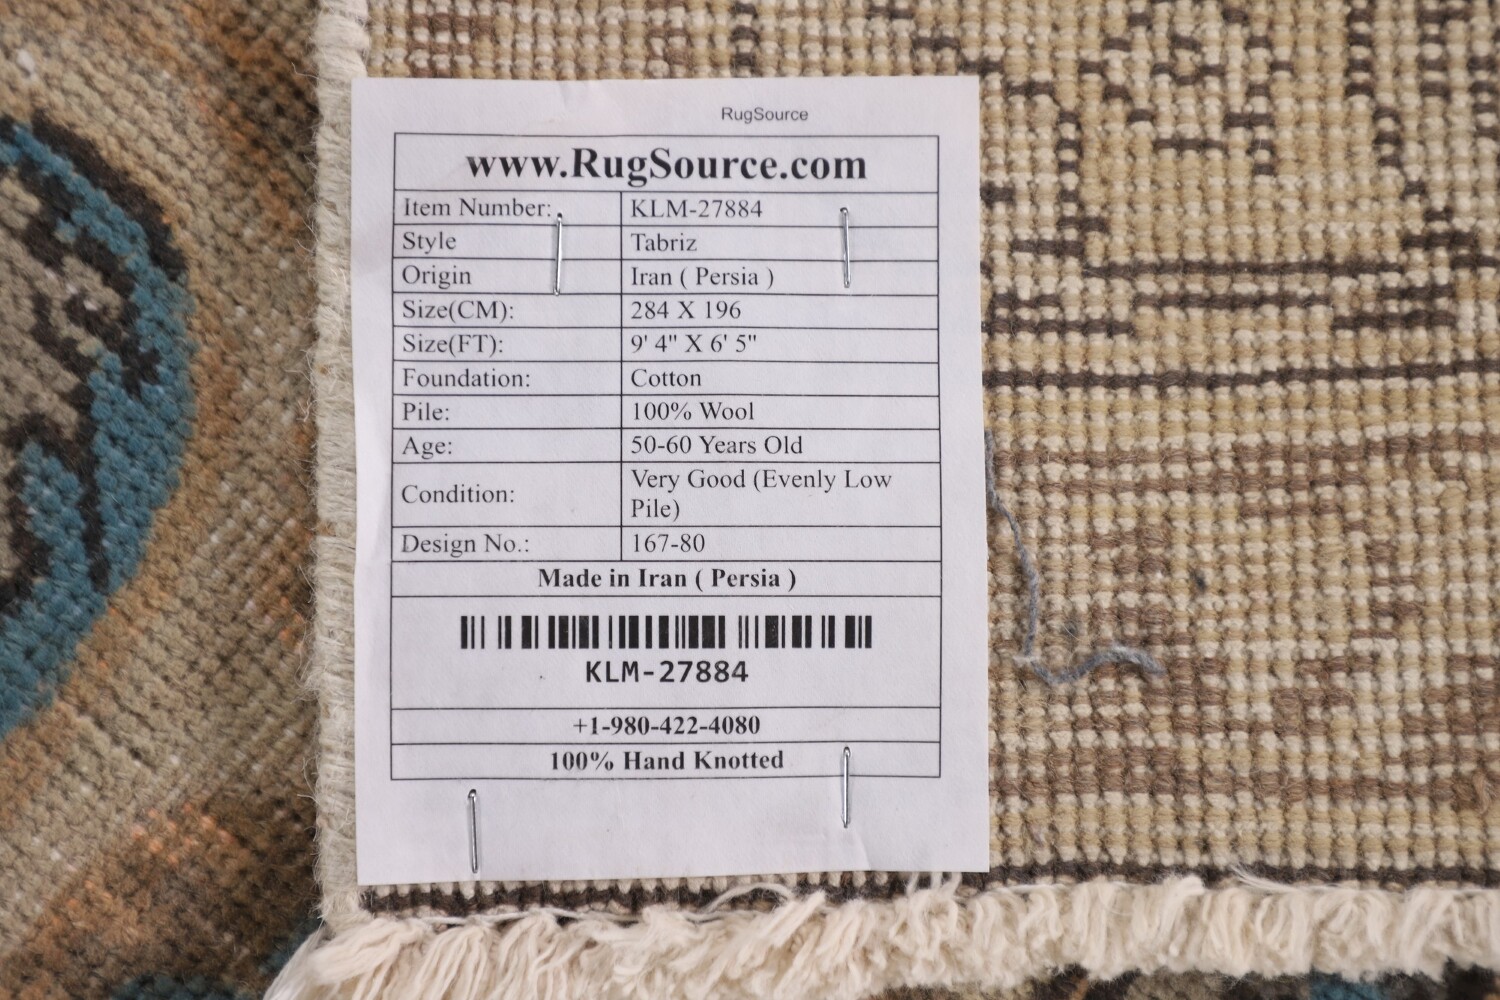 RugSource
www.RugSource.com
Item Number: KLM-27884
Style Tabriz
Origin Iran ( Persia )
Size(CM): 284 X 196
Size(FT): 9' 4" X 6' 5"
Foundation: Cotton
Pile: 100% Wool
Age: 50-60 Years Old
Condition: Very Good (Evenly Low
Pile)
Design No.: 167-80
Made in Iran ( Persia )
KLM-27884
+1-980-422-4080
100% Hand Knotted